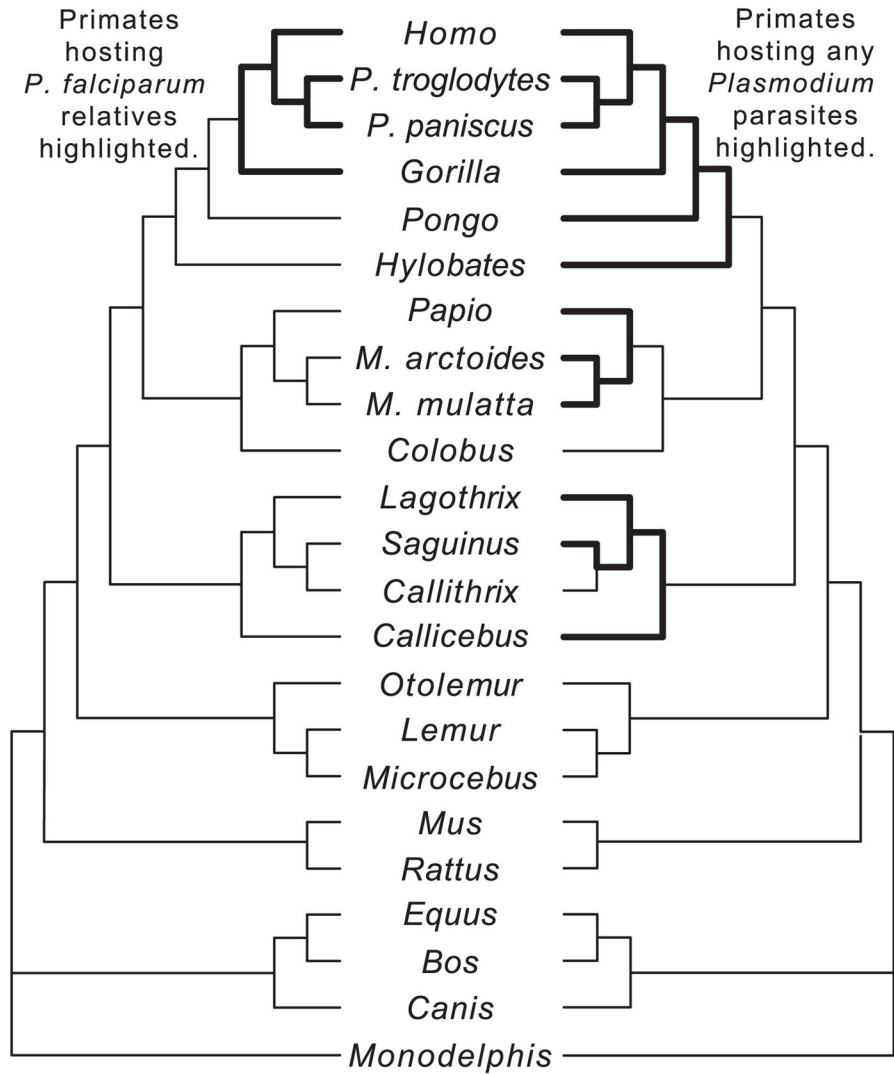 Primates
hosting
P. falciparum
relatives
highlighted.
Primates
hosting any
Plasmodium
parasites
highlighted.
Homo
P. troglodytes
P. paniscus
Gorilla
Pongo
Hylobates
Papio
M. arctoides
M. mulatta
Colobus
Lagothrix
Saguinus
Callithrix
Callicebus
Otolemur
Lemur
Microcebus
Mus
Rattus
Equus
Bos
Canis
Monodelphis